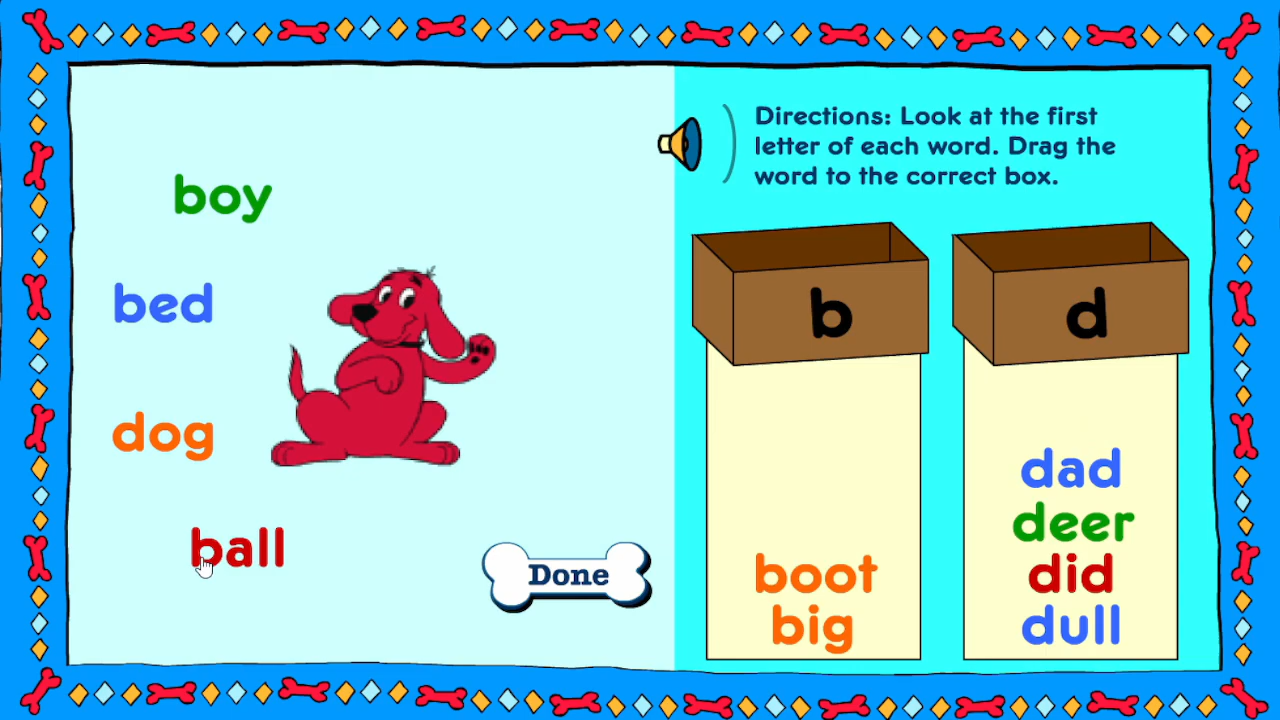 Directions: Look at the first
letter of each word. Drag the
word to the correct box.
boy
bed
dog
ball
Done
b
boot
big
d
dad
deer
did
dull